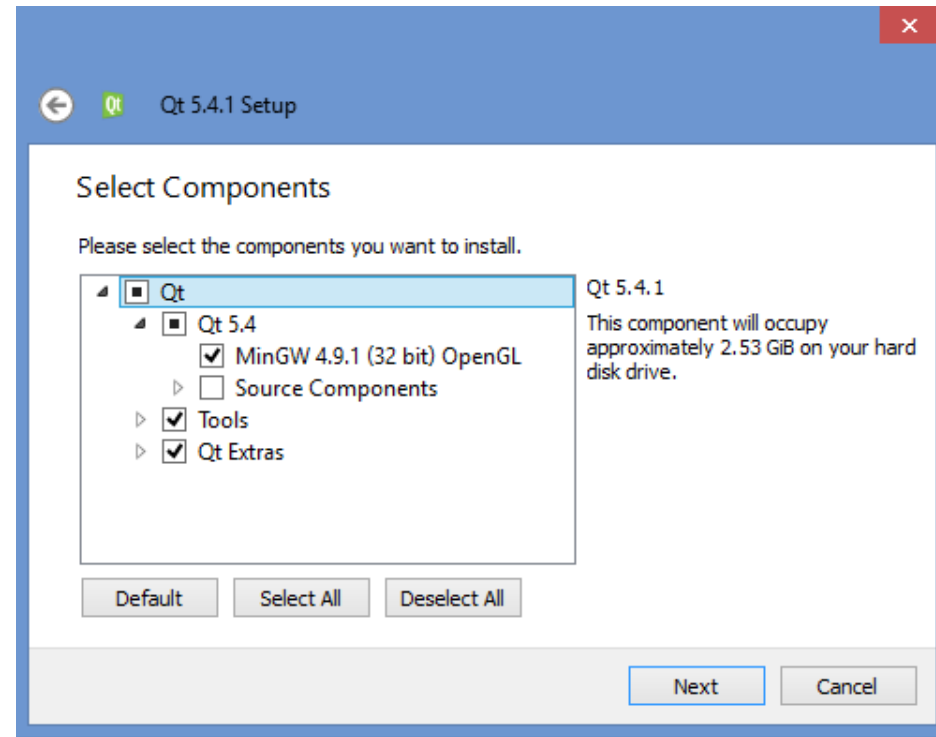 Qt Qt 5.4.1 Setup
Select Components
Please select the components you want to install.
Qt
Qt 5.4
MinGW 4.9.1 (32 bit) OpenGL
Source Components
Tools
Qt Extras
Qt 5.4.1
This component will occupy
approximately 2.53 GiB on your hard
disk drive.
Default Select All Deselect All
Next Cancel